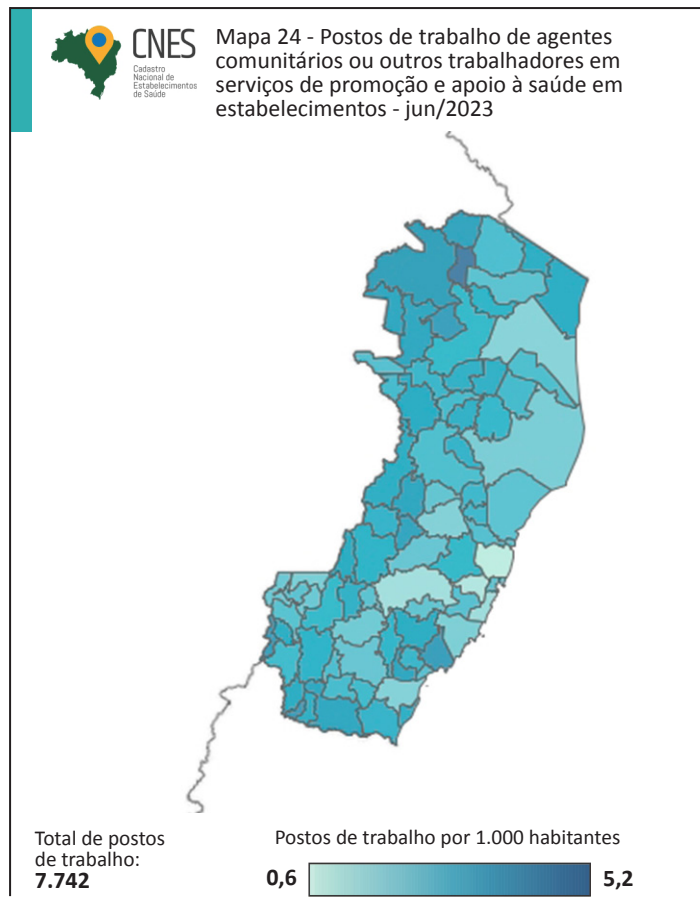 CNES
Cadastro
Nacional de
Estabelecimentos
de Saúde
Mapa 24 - Postos de trabalho de agentes
comunitários ou outros trabalhadores em
serviços de promoção e apoio à saúde em
estabelecimentos - jun/2023
Total de postos
de trabalho:
7.742
Postos de trabalho por 1.000 habitantes
0,6
5,2